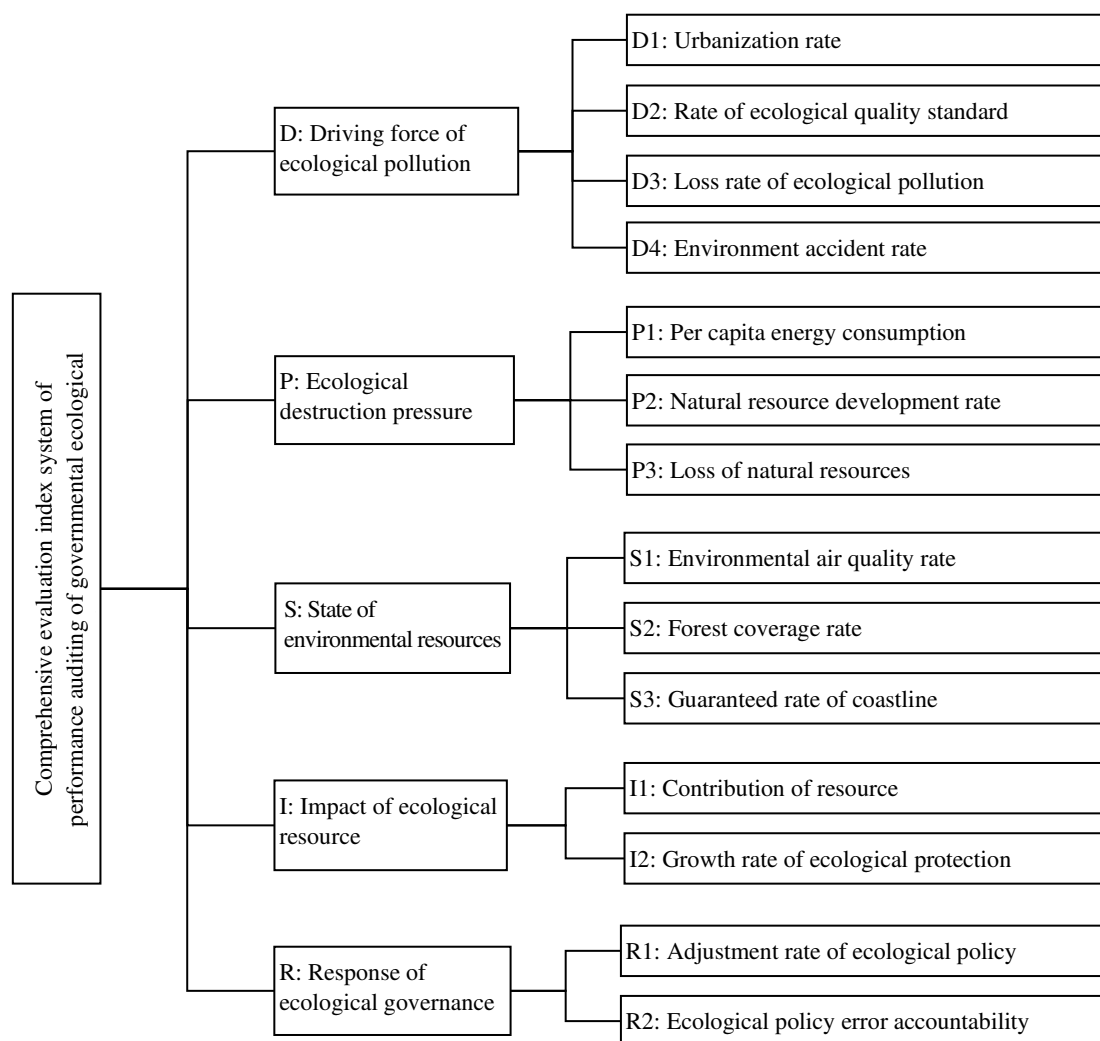 Comprehensive evaluation index system of
performance auditing of governmental ecological
D: Driving force of
ecological pollution
D1: Urbanization rate
D2: Rate of ecological quality standard
D3: Loss rate of ecological pollution
D4: Environment accident rate
P: Ecological
destruction pressure
P1: Per capita energy consumption
P2: Natural resource development rate
P3: Loss of natural resources
S: State of
environmental resources
S1: Environmental air quality rate
S2: Forest coverage rate
S3: Guaranteed rate of coastline
I: Impact of ecological
resource
I1: Contribution of resource
I2: Growth rate of ecological protection
R: Response of
ecological governance
R1: Adjustment rate of ecological policy
R2: Ecological policy error accountability